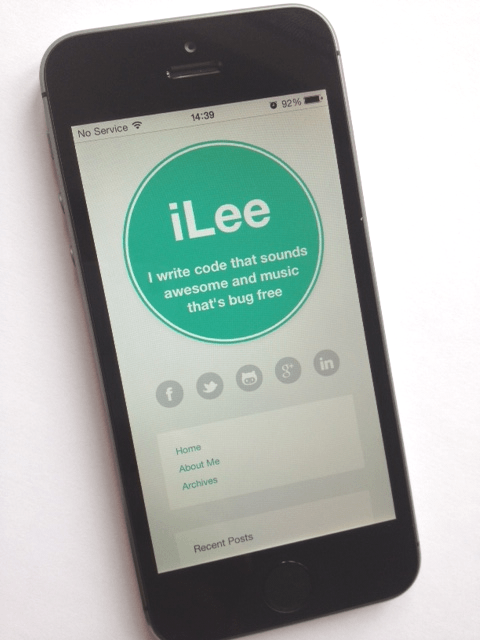 No Service 14:39 92%
iLee
I write code that sounds
awesome and music
that's bug free
f g+ in
Home
About Me
Archives
Recent Posts